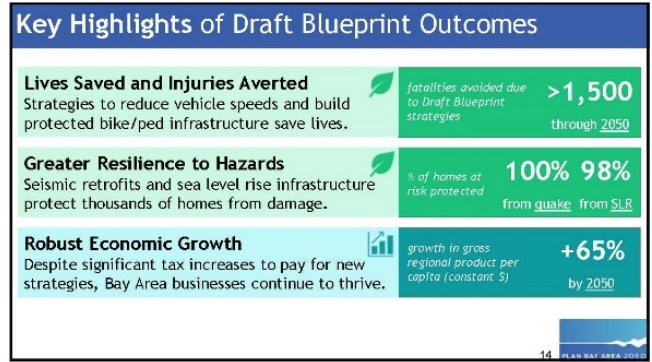 Key Highlights of Draft Blueprint Outcomes
Lives Saved and Injuries Averted
Strategies to reduce vehicle speeds and build
protected bike/ped infrastructure save lives.
fatalities avoided due
to Draft Blueprint
strategies
>1,500
through 2050
Greater Resilience to Hazards
Seismic retrofits and sea level rise infrastructure
protect thousands of homes from damage.
% of homes at
risk protected
100% 98%
from quake from SLR
Robust Economic Growth
Despite significant tax increases to pay for new
strategies, Bay Area businesses continue to thrive.
growth in gross
regional product per
capita (constant $)
+65%
by 2050
14
PLAN BAY AREA 2050